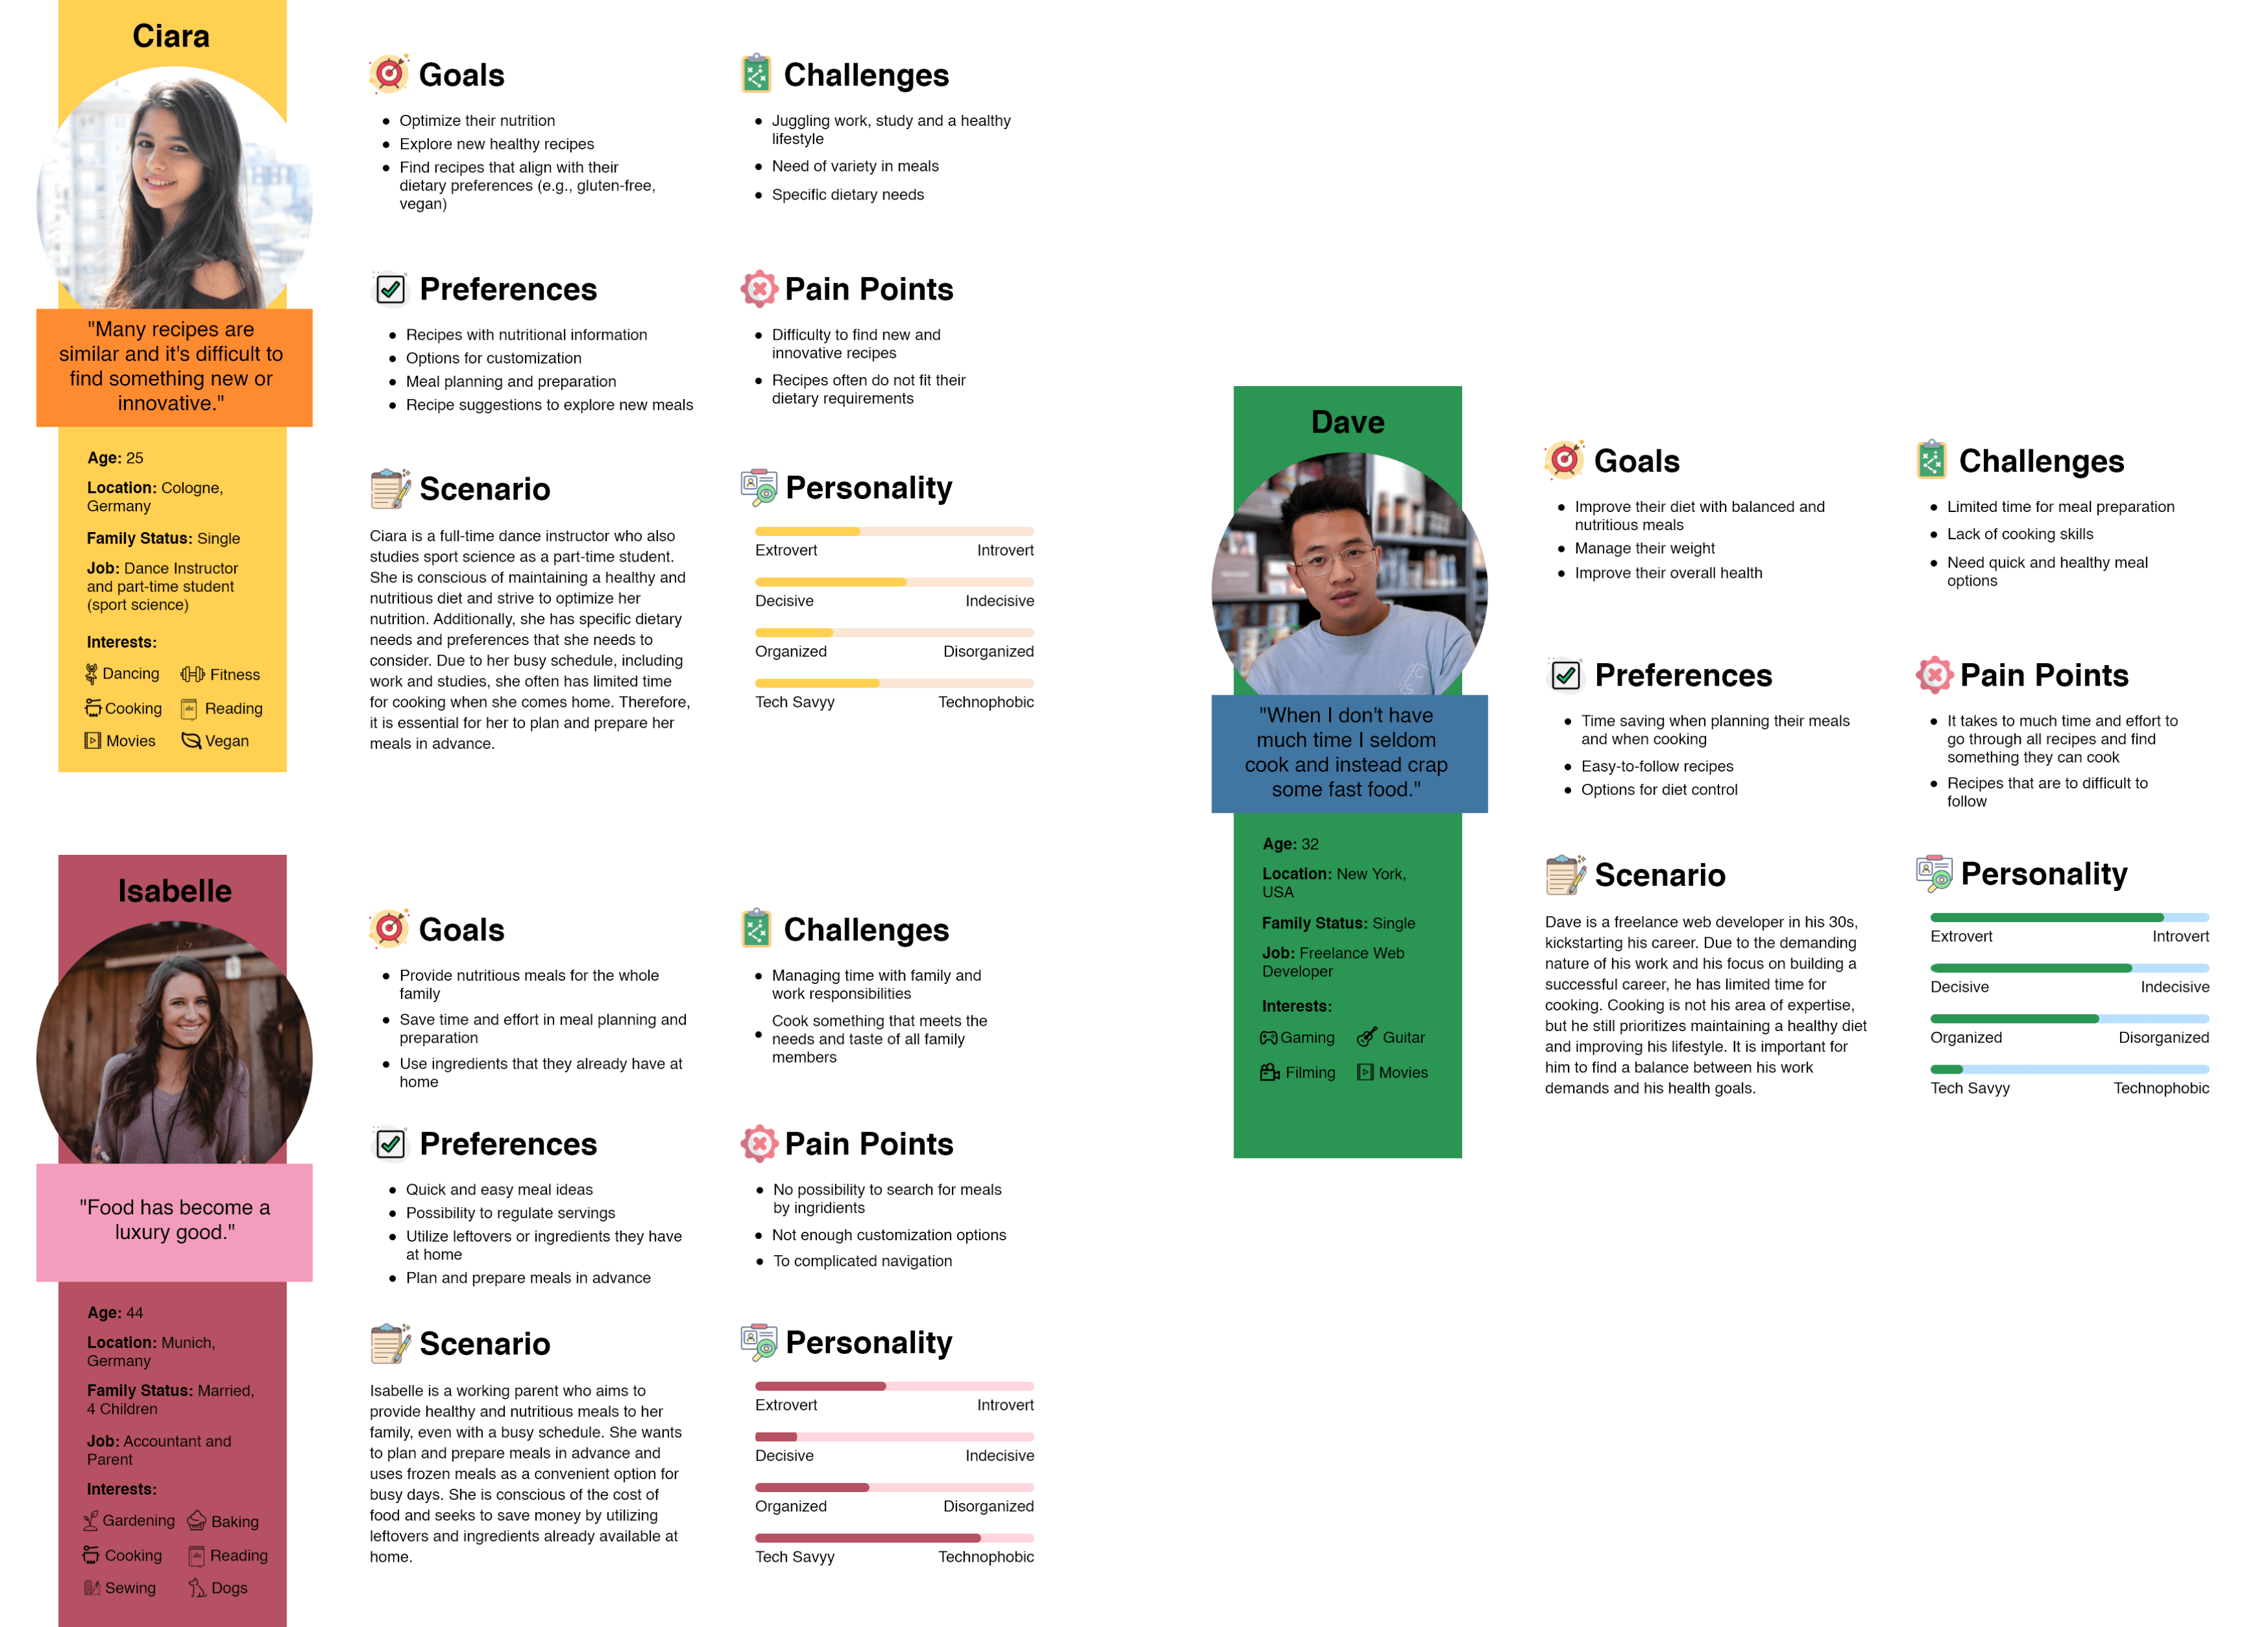 Ciara
"Many recipes are
similar and it's difficult to
find something new or
innovative."
Age: 25
Location: Cologne,
Germany
Family Status: Single
Job: Dance Instructor
and part-time student
(sport science)
Interests:
Dancing
Fitness
Cooking
Reading
Movies
Vegan
Goals
Optimize their nutrition
Explore new healthy recipes
Find recipes that align with their
dietary preferences (e.g., gluten-free,
vegan)
Challenges
Juggling work, study and a healthy
lifestyle
Need of variety in meals
Specific dietary needs
Preferences
Recipes with nutritional information
Options for customization
Meal planning and preparation
Recipe suggestions to explore new meals
Pain Points
Difficulty to find new and
innovative recipes
Recipes often do not fit their
dietary requirements
Scenario
Ciara is a full-time dance instructor who also
studies sport science as a part-time student.
She is conscious of maintaining a healthy and
nutritious diet and strive to optimize her
nutrition. Additionally, she has specific dietary
needs and preferences that she needs to
consider. Due to her busy schedule, including
work and studies, she often has limited time
for cooking when she comes home. Therefore,
it is essential for her to plan and prepare her
meals in advance.
Personality
Extrovert
Introvert
Decisive
Indecisive
Organized
Disorganized
Tech Savyy
Technophobic
Isabelle
"Food has become a
luxury good."
Age: 44
Location: Munich,
Germany
Family Status: Married,
4 Children
Job: Accountant and
Parent
Interests:
Gardening
Baking
Cooking
Reading
Sewing
Dogs
Goals
Provide nutritious meals for the whole
family
Save time and effort in meal planning and
preparation
Use ingredients that they already have at
home
Challenges
Managing time with family and
work responsibilities
Cook something that meets the
needs and taste of all family
members
Preferences
Quick and easy meal ideas
Possibility to regulate servings
Utilize leftovers or ingredients they have
at home
Plan and prepare meals in advance
Pain Points
No possibility to search for meals
by ingridients
Not enough customization options
To complicated navigation
Scenario
Isabelle is a working parent who aims to
provide healthy and nutritious meals to her
family, even with a busy schedule. She wants
to plan and prepare meals in advance and
uses frozen meals as a convenient option for
busy days. She is conscious of the cost of
food and seeks to save money by utilizing
leftovers and ingredients already available at
home.
Personality
Extrovert
Introvert
Decisive
Indecisive
Organized
Disorganized
Tech Savyy
Technophobic
Dave
"When I don't have
much time I seldom
cook and instead crap
some fast food."
Age: 32
Location: New York,
USA
Family Status: Single
Job: Freelance Web
Developer
Interests:
Gaming
Guitar
Filming
Movies
Goals
Improve their diet with balanced and
nutritious meals
Manage their weight
Improve their overall health
Challenges
Limited time for meal preparation
Lack of cooking skills
Need quick and healthy meal
options
Preferences
Time saving when planning their meals
and when cooking
Easy-to-follow recipes
Options for diet control
Pain Points
It takes to much time and effort to
go through all recipes and find
something they can cook
Recipes that are to difficult to
follow
Scenario
Dave is a freelance web developer in his 30s,
kickstarting his career. Due to the demanding
nature of his work and his focus on building a
successful career, he has limited time for
cooking. Cooking is not his area of expertise,
but he still prioritizes maintaining a healthy diet
and improving his lifestyle. It is important for
him to find a balance between his work
demands and his health goals.
Personality
Extrovert
Introvert
Decisive
Indecisive
Organized
Disorganized
Tech Savyy
Technophobic